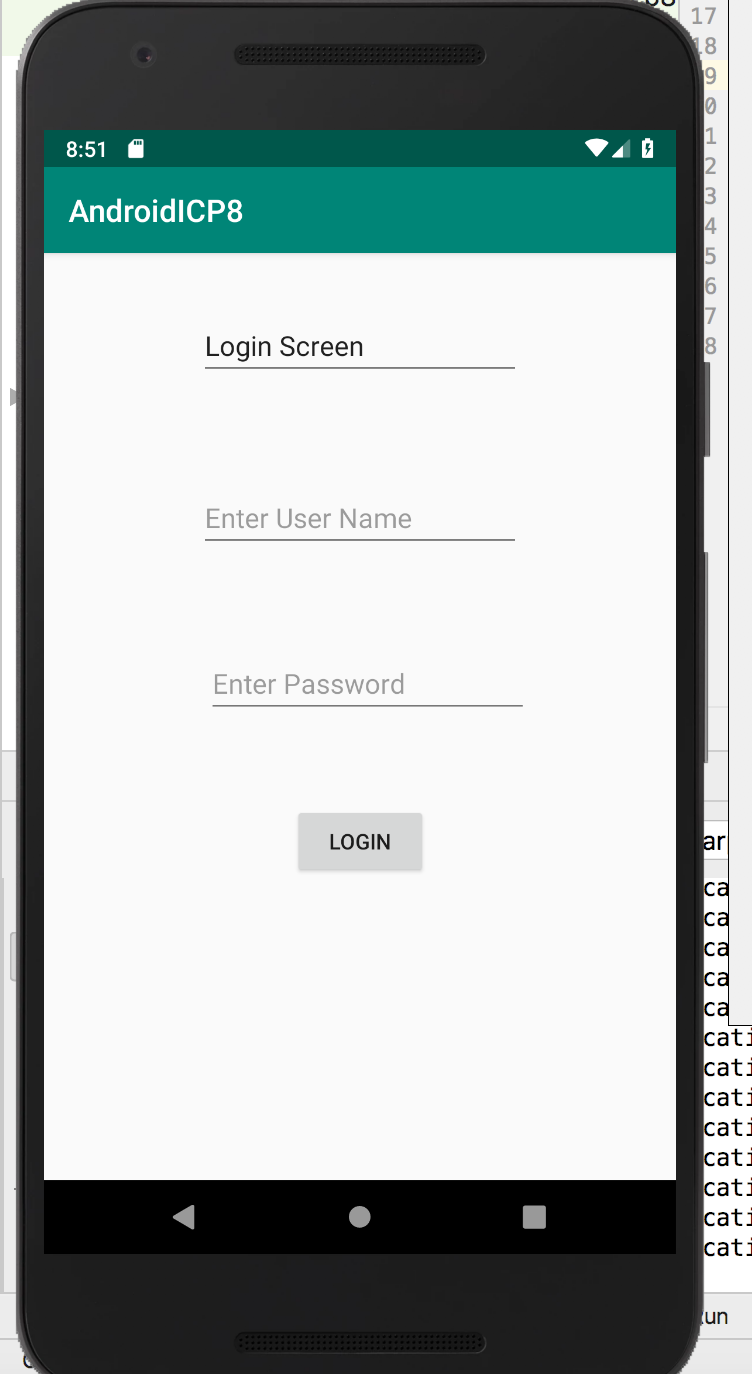 17
18
9
0
1
2
3
4
5
6
7
8
8:51
AndroidICP8
Login Screen
Enter User Name
Enter Password
LOGIN
ar
ca
ca
ca
ca
ca
cati
cati
cati
cati
cati
cati
cati
cati
un